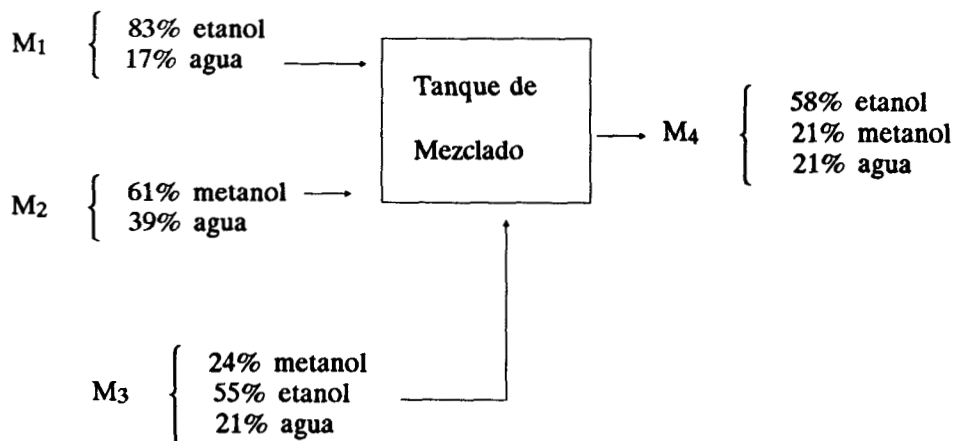 M1
83% etanol
17% agua
Tanque de
Mezclado
M4
58% etanol
21% metanol
21% agua
M2
61% metanol
39% agua
M3
24% metanol
55% etanol
21% agua